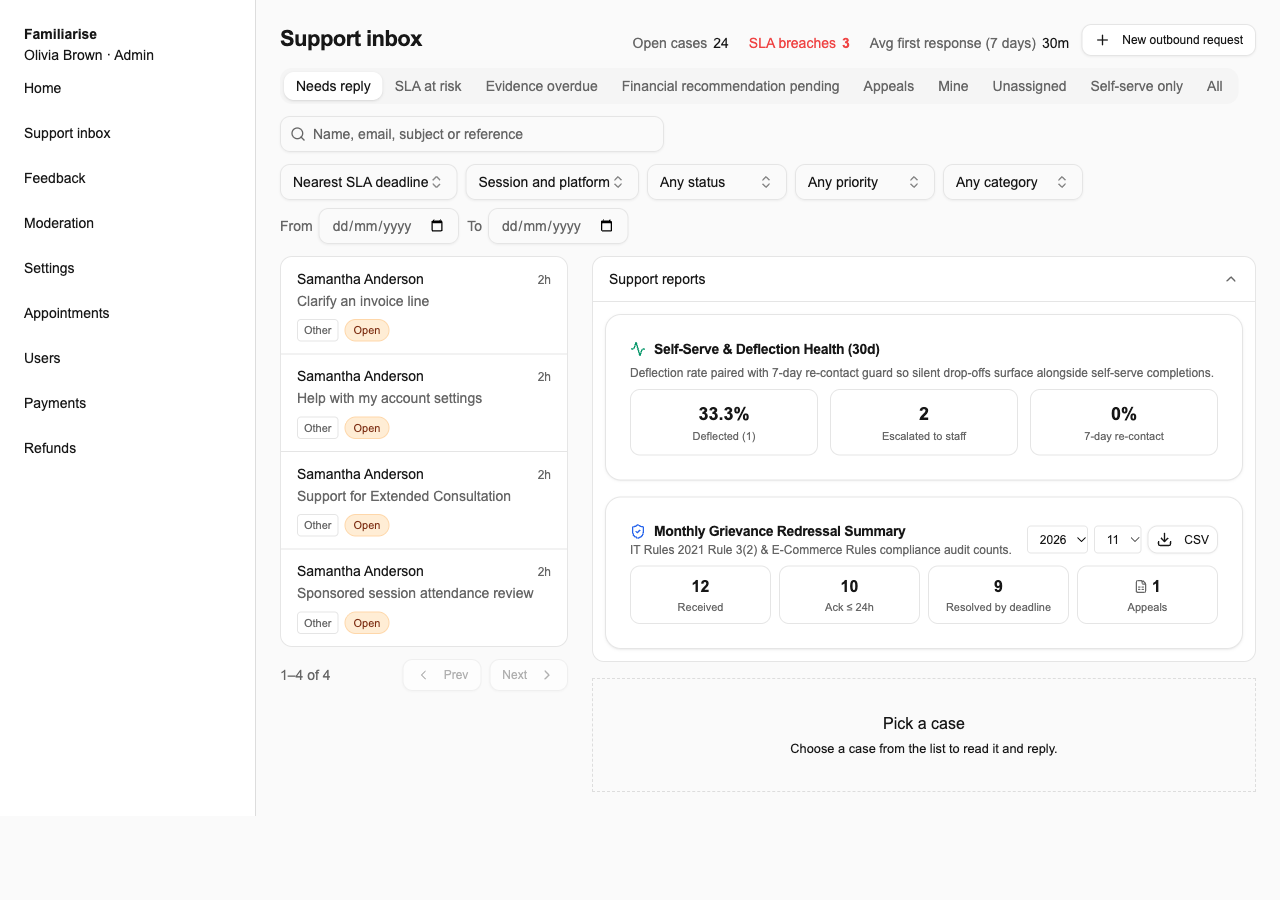 Familiarise
Olivia Brown · Admin
Home
Support inbox
Feedback
Moderation
Settings
Appointments
Users
Payments
Refunds
Support inbox
Open cases 24
SLA breaches 3
Avg first response (7 days) 30m
New outbound request
Needs reply
SLA at risk
Evidence overdue
Financial recommendation pending
Appeals
Mine
Unassigned
Self-serve only
All
Name, email, subject or reference
Nearest SLA deadline
Session and platform
Any status
Any priority
Any category
From dd/mm/yyyy To dd/mm/yyyy
Samantha Anderson 2h
Clarify an invoice line
Other Open
Samantha Anderson 2h
Help with my account settings
Other Open
Samantha Anderson 2h
Support for Extended Consultation
Other Open
Samantha Anderson 2h
Sponsored session attendance review
Other Open
1–4 of 4
Prev
Next
Support reports
Self-Serve & Deflection Health (30d)
Deflection rate paired with 7-day re-contact guard so silent drop-offs surface alongside self-serve completions.
33.3%
Deflected (1)
2
Escalated to staff
0%
7-day re-contact
Monthly Grievance Redressal Summary
IT Rules 2021 Rule 3(2) & E-Commerce Rules compliance audit counts.
2026
11
CSV
12
Received
10
Ack ≤ 24h
9
Resolved by deadline
1
Appeals
Pick a case
Choose a case from the list to read it and reply.